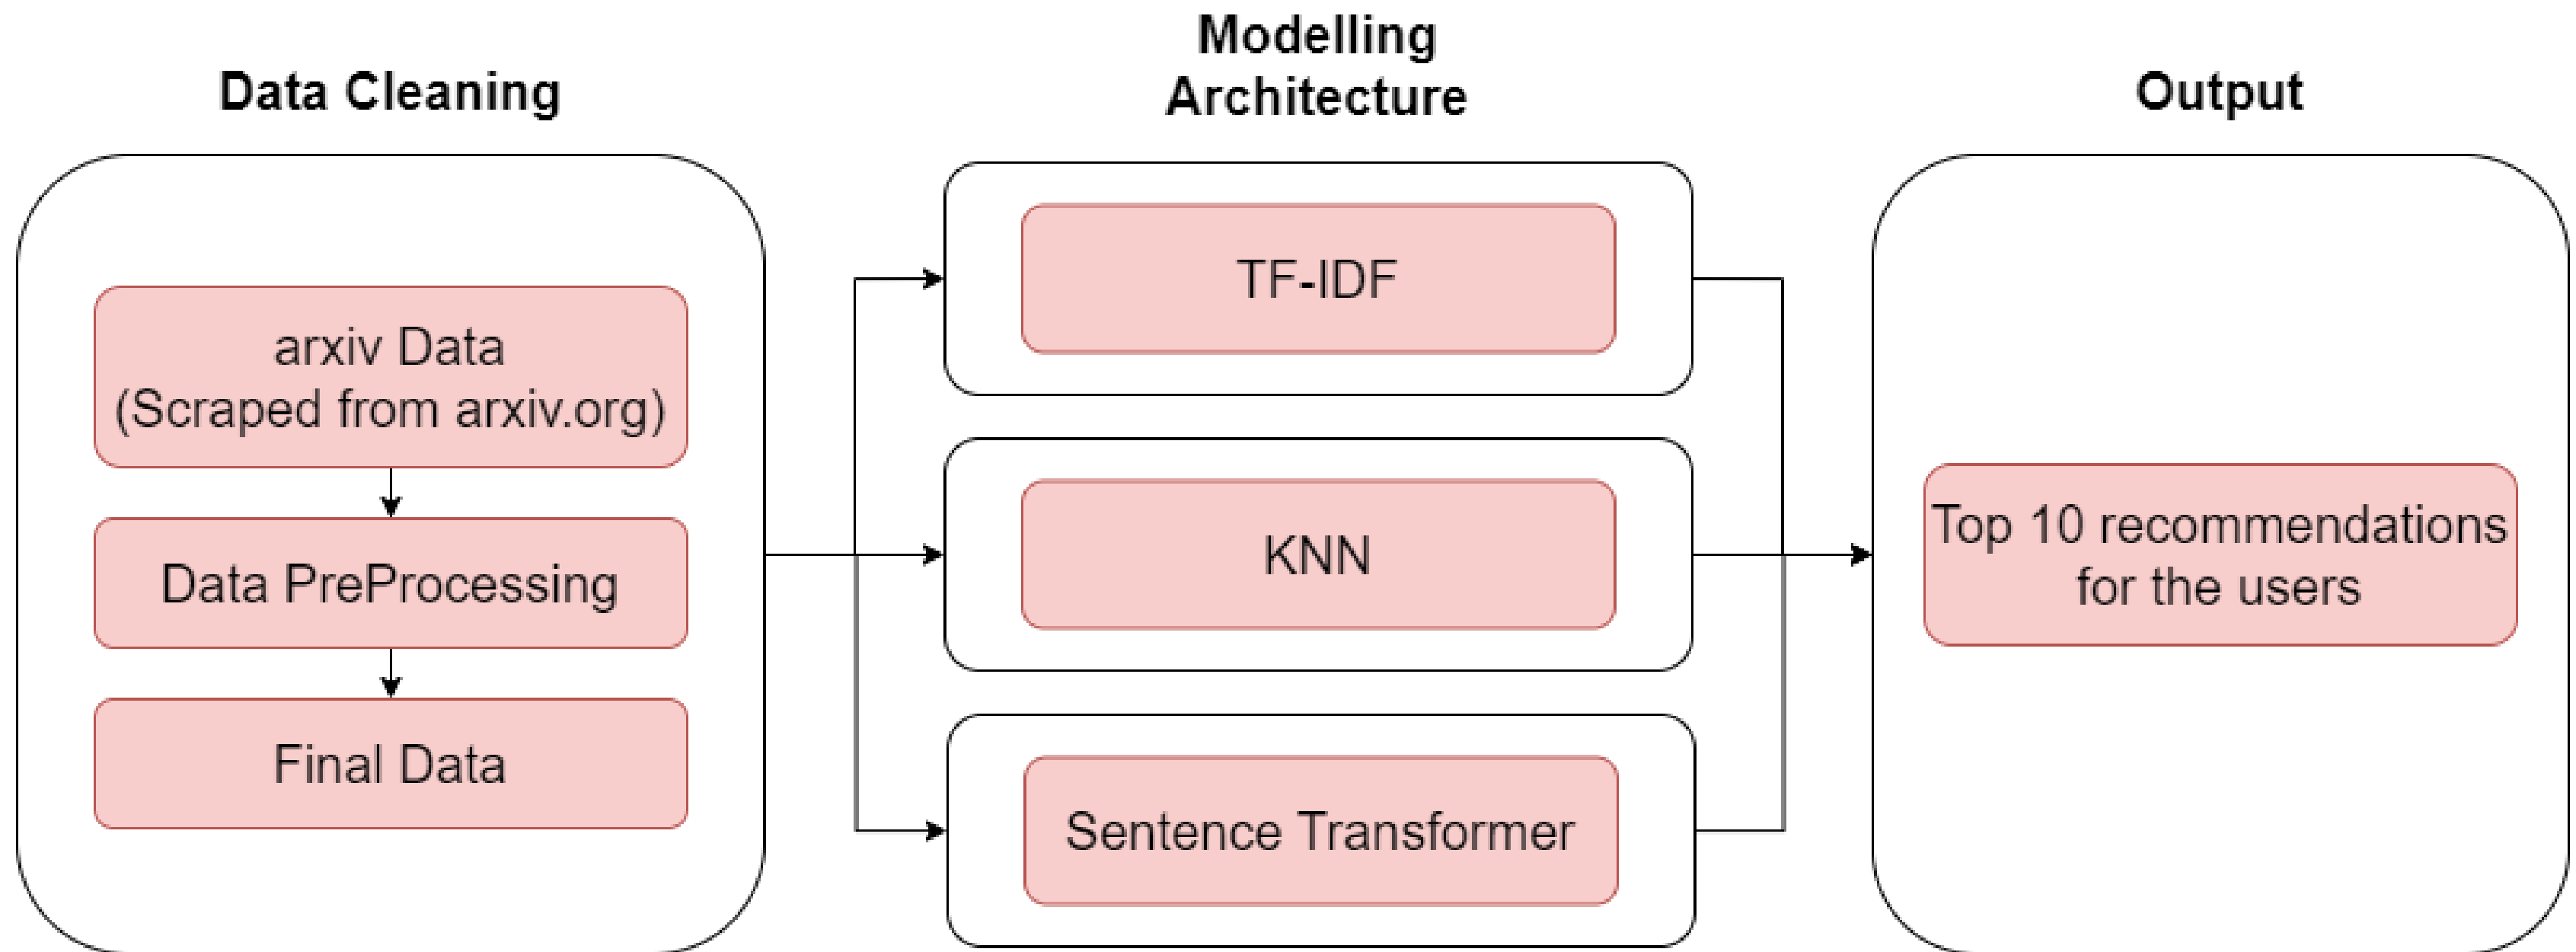 Data Cleaning
arxiv Data
(Scraped from arxiv.org)
Data PreProcessing
Final Data
Modelling
Architecture
TF-IDF
KNN
Sentence Transformer
Output
Top 10 recommendations
for the users